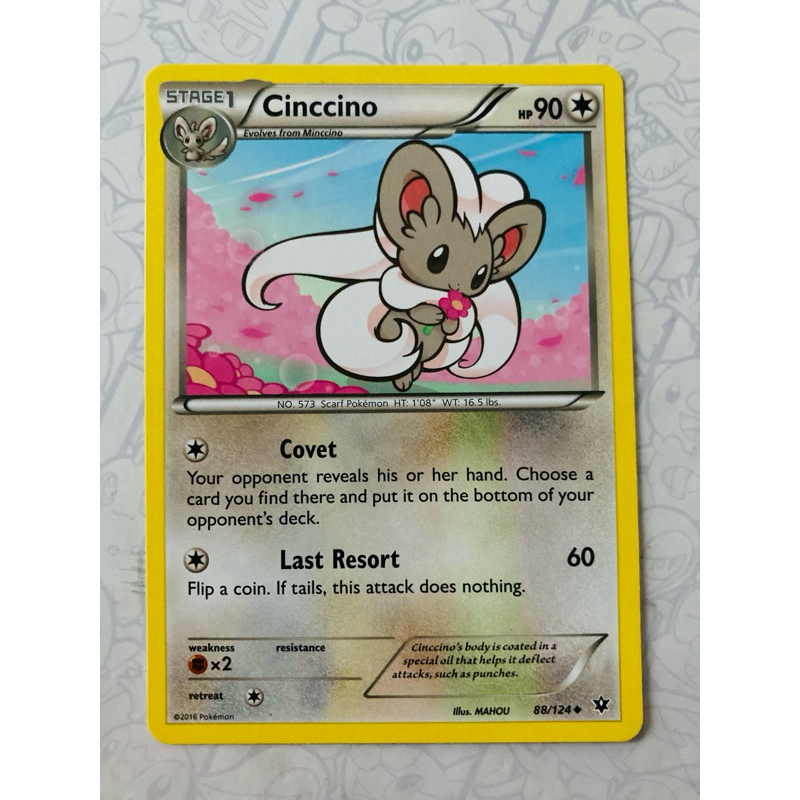 STAGE1
Cinccino
HP 90
Evolves from Minccino
NO. 573 Scarf Pokémon HT: 1'08" WT: 16.5 lbs.
Covet
Your opponent reveals his or her hand. Choose a
card you find there and put it on the bottom of your
opponent's deck.
Last Resort 60
Flip a coin. If tails, this attack does nothing.
weakness resistance
×2
Cinccino's body is coated in a
special oil that helps it deflect
attacks, such as punches.
retreat
©2016 Pokémon
Illus. MAHOU 88/124